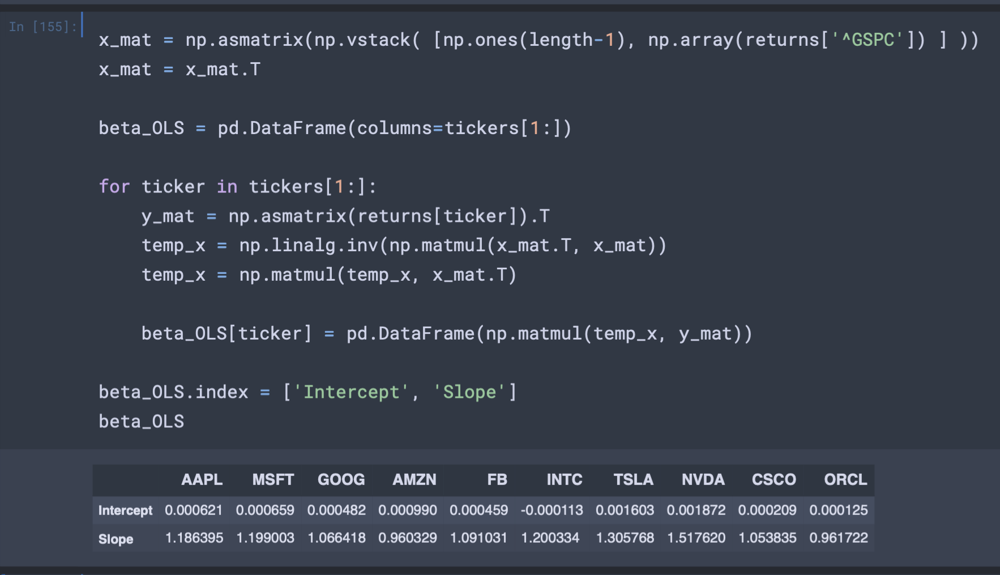 In [155]:
x_mat = np.asmatrix(np.vstack( [np.ones(length-1), np.array(returns['^GSPC']) ] ))
x_mat = x_mat.T
beta_OLS = pd.DataFrame(columns=tickers[1:])
for ticker in tickers[1:]:
    y_mat = np.asmatrix(returns[ticker]).T
    temp_x = np.linalg.inv(np.matmul(x_mat.T, x_mat))
    temp_x = np.matmul(temp_x, x_mat.T)
    beta_OLS[ticker] = pd.DataFrame(np.matmul(temp_x, y_mat))
beta_OLS.index = ['Intercept', 'Slope']
beta_OLS
AAPL MSFT GOOG AMZN FB INTC TSLA NVDA CSCO ORCL
Intercept 0.000621 0.000659 0.000482 0.000990 0.000459 -0.000113 0.001603 0.001872 0.000209 0.000125
Slope 1.186395 1.199003 1.066418 0.960329 1.091031 1.200334 1.305768 1.517620 1.053835 0.961722